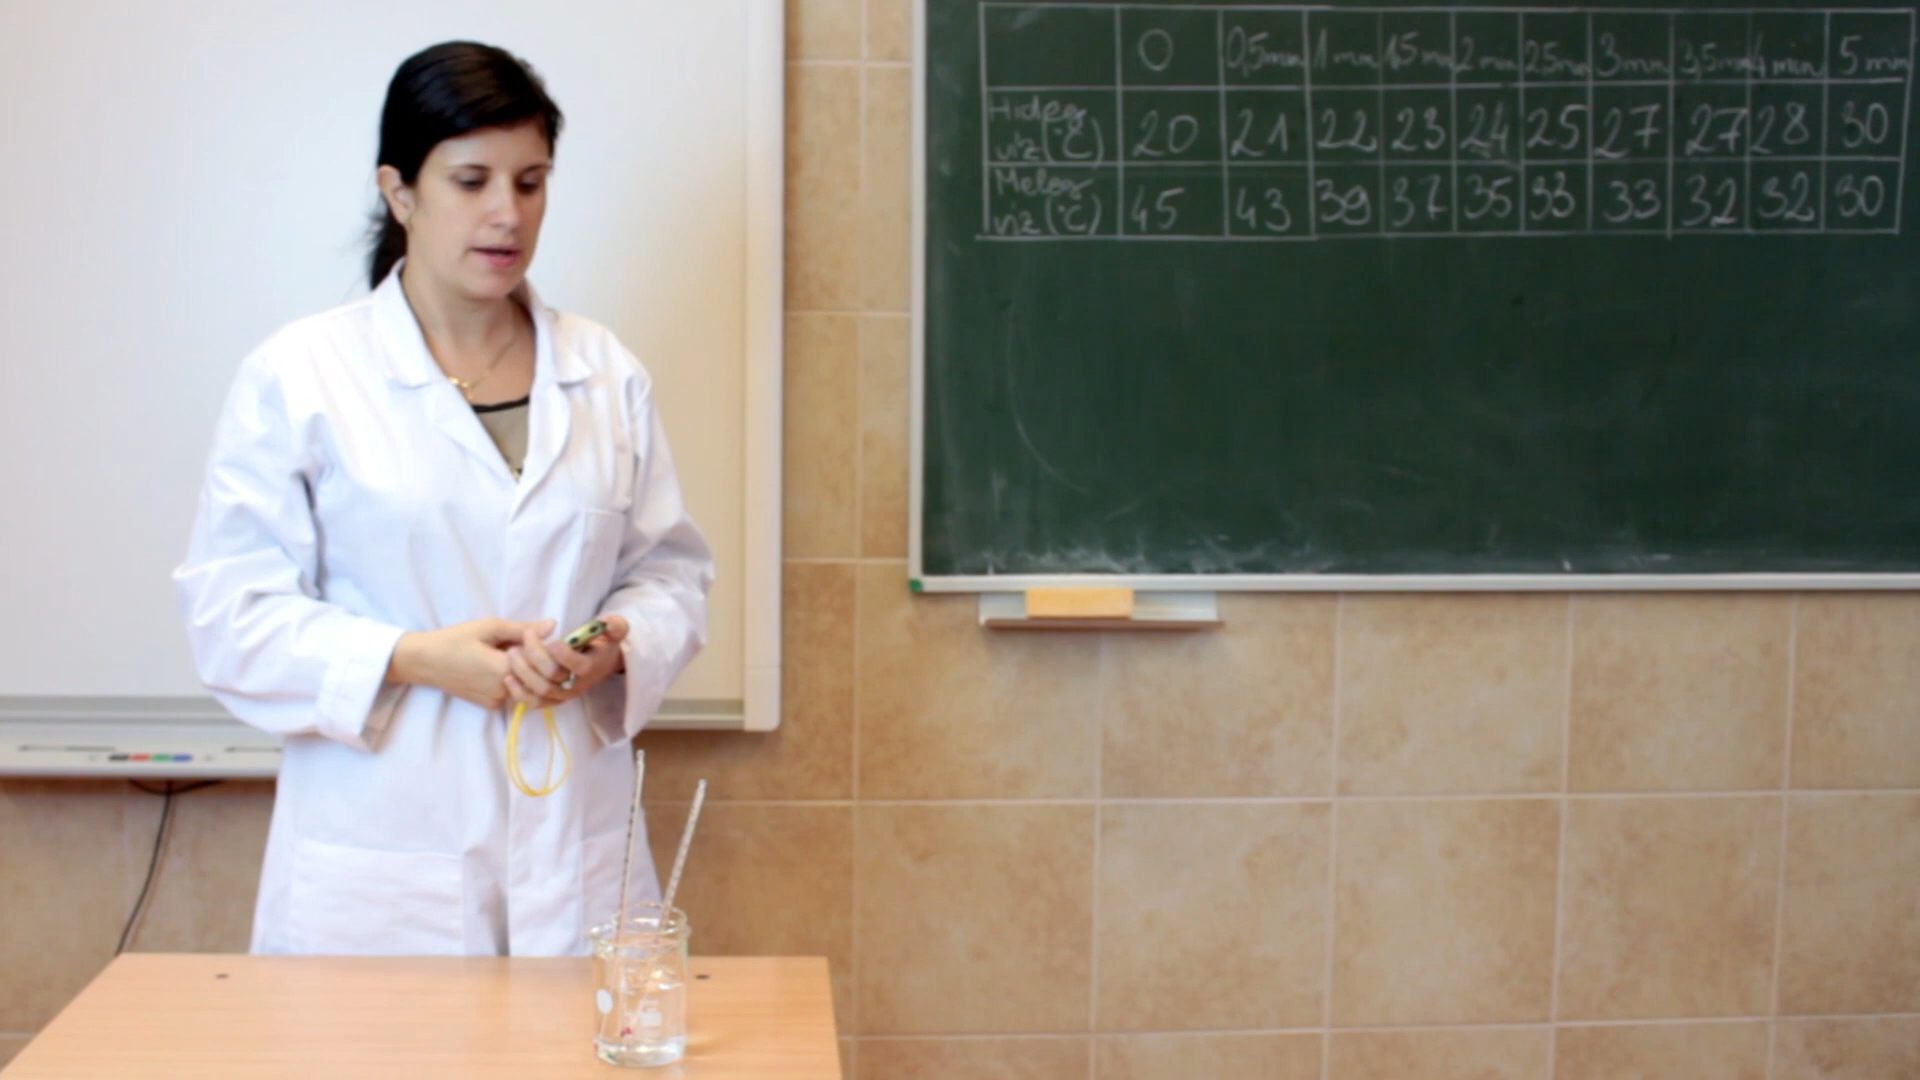 0 0,5 min 1 min 1,5 min 2 min 2,5 min 3 min 3,5 min 4 min 5 min
Hideg
víz (°C) 20 21 22 23 24 25 27 27 28 30
Meleg
víz (°C) 45 43 39 37 35 33 33 32 32 30